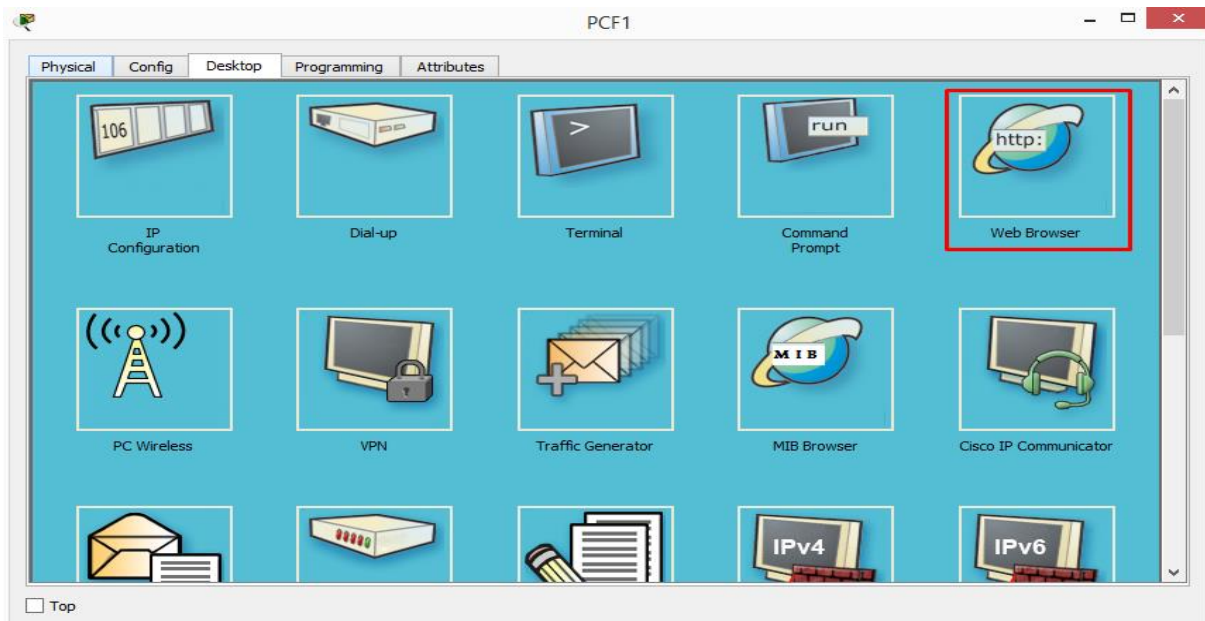 PCF1
Physical Config Desktop Programming Attributes
106
>
run
http:
IP
Configuration
Dial-up
Terminal
Command
Prompt
Web Browser
MIB
PC Wireless
VPN
Traffic Generator
MIB Browser
Cisco IP Communicator
IPv4
IPv6
Top